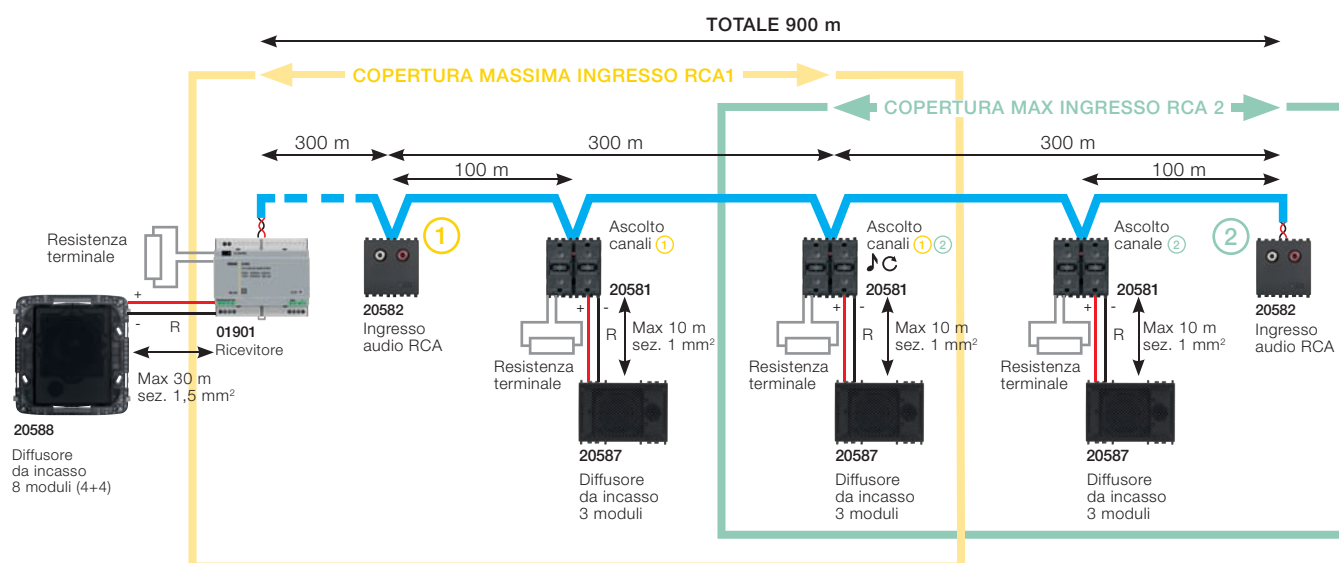 TOTALE 900 m
COPERTURA MASSIMA INGRESSO RCA1
COPERTURA MAX INGRESSO RCA 2
300 m
300 m
300 m
100 m
100 m
Resistenza
terminale
+
-
R
01901
Ricevitore
Max 30 m
sez. 1,5 mm²
20588
Diffusore
da incasso
8 moduli (4+4)
1
20582
Ingresso
audio RCA
Ascolto
canali 1
20581
+ -
R
Max 10 m
sez. 1 mm²
Resistenza
terminale
20587
Diffusore
da incasso
3 moduli
Ascolto
canali 1 2
20581
+ -
R
Max 10 m
sez. 1 mm²
Resistenza
terminale
20587
Diffusore
da incasso
3 moduli
Ascolto
canale 2
20581
+ -
R
Max 10 m
sez. 1 mm²
Resistenza
terminale
20587
Diffusore
da incasso
3 moduli
2
20582
Ingresso
audio RCA